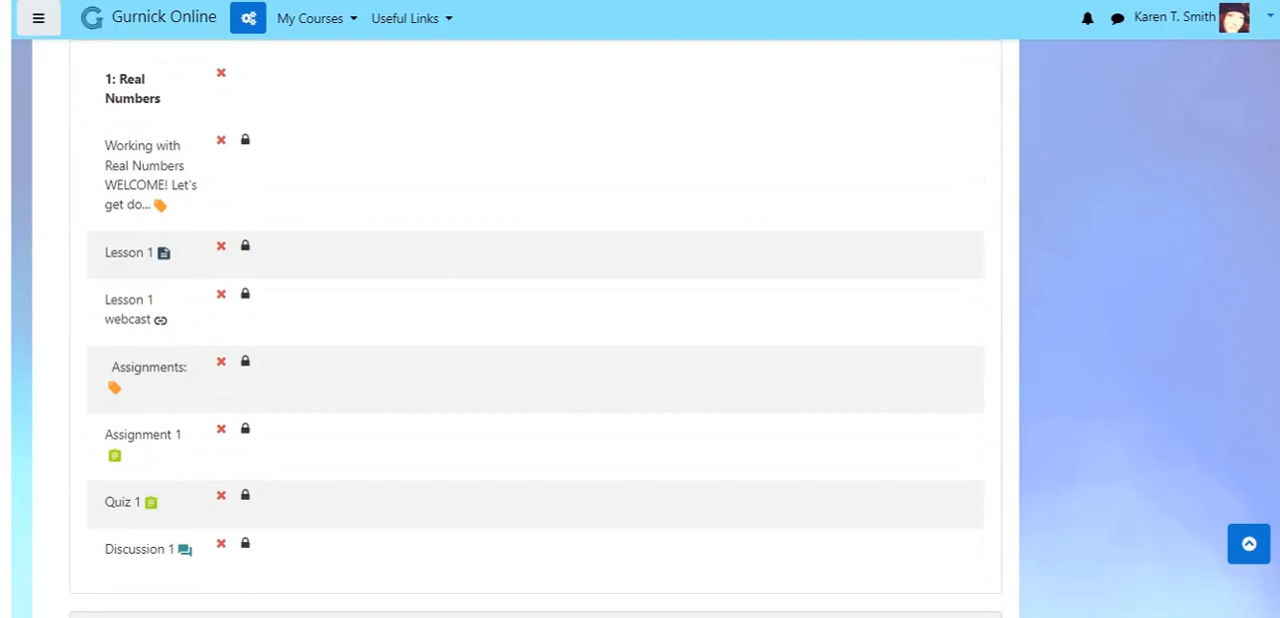 Gurnick Online My Courses Useful Links Karen T. Smith
1: Real
Numbers
Working with
Real Numbers
WELCOME! Let's
get do...
Lesson 1
Lesson 1
webcast
Assignments:
Assignment 1
Quiz 1
Discussion 1